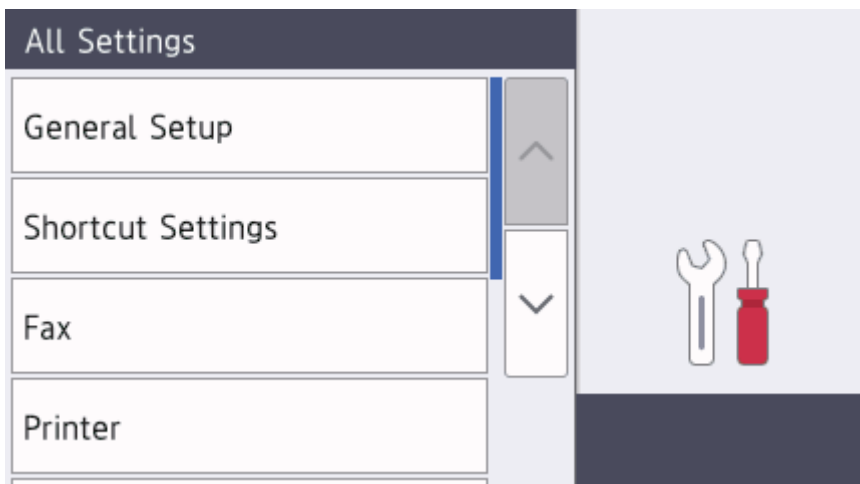 All Settings
General Setup
Shortcut Settings
Fax
Printer